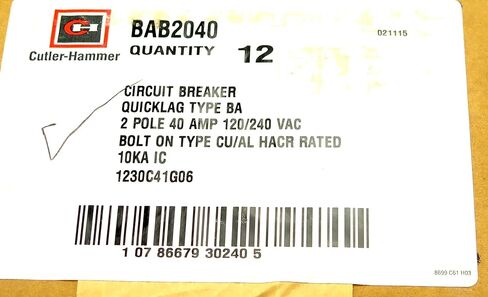 BAB2040
021115
CH
Cutler-Hammer
QUANTITY 12
CIRCUIT BREAKER
QUICKLAG TYPE BA
2 POLE 40 AMP 120/240 VAC
BOLT ON TYPE CU/AL HACR RATED
10KA IC
1230C41G06
1 07 86679 30240 5
8699 C61 H03